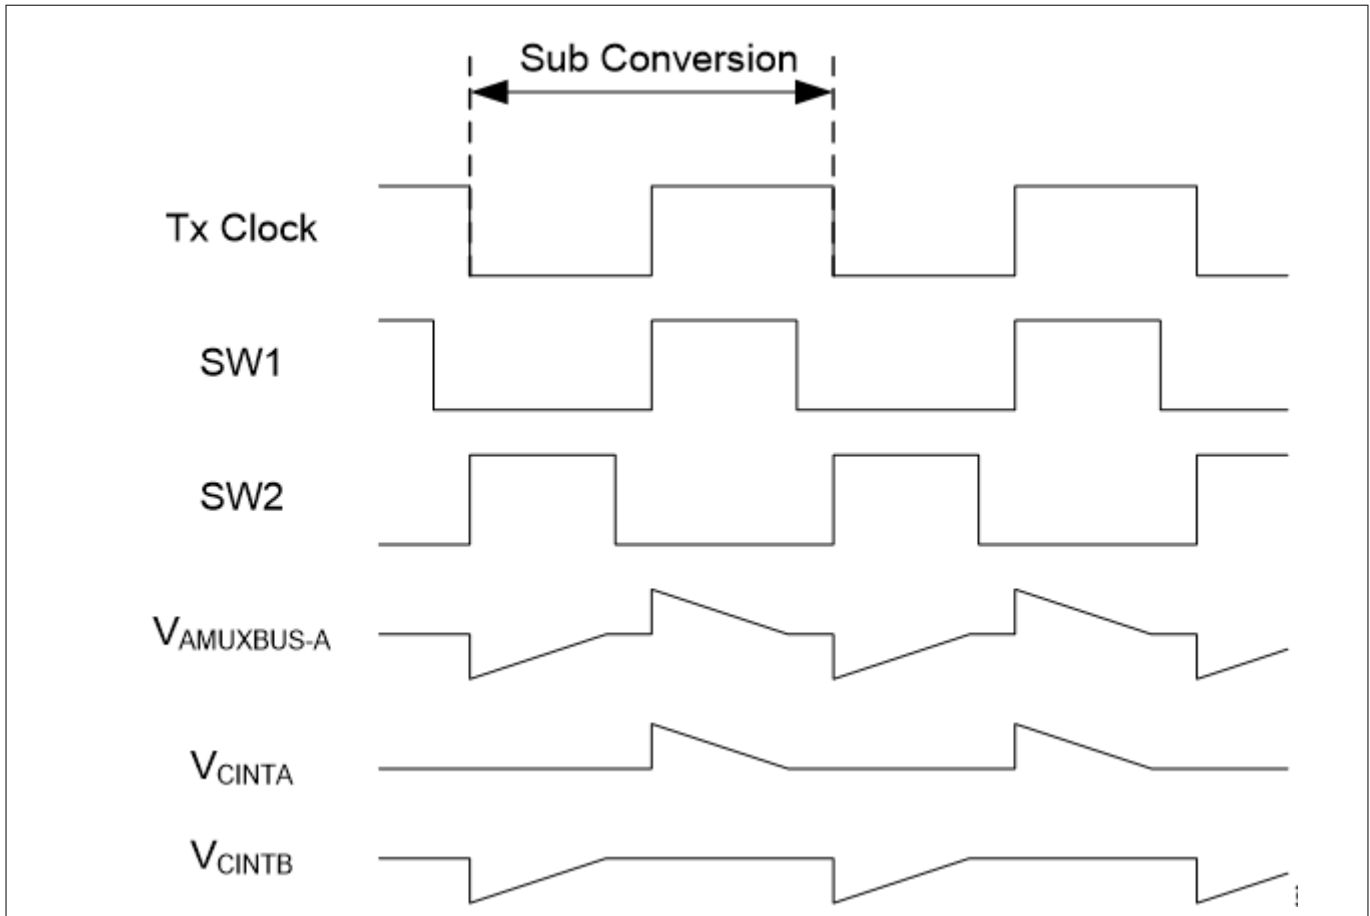 Sub Conversion
Tx Clock
SW1
SW2
VAMUXBUS-A
VCINTA
VCINTB